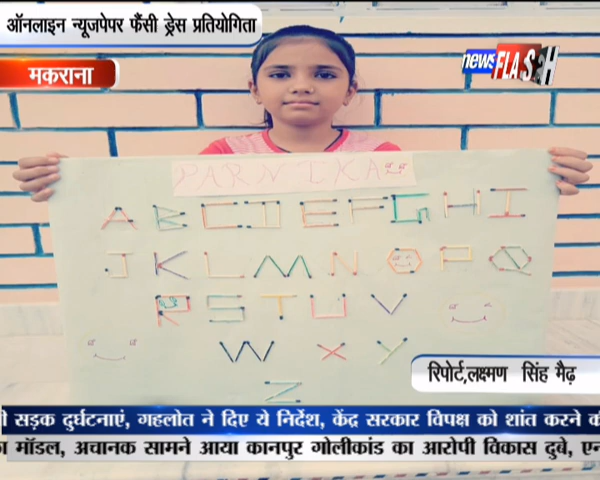 ऑनलाइन न्यूजपेपर फैंसी ड्रेस प्रतियोगिता
मकराना
news FLASH
PARNIKA
A B C D E F G H I
J K L M N O P Q
R S T U V
W X Y
Z
रिपोर्ट,लक्ष्मण सिंह मैढ़
सड़क दुर्घटनाएं, गहलोत ने दिए ये निर्देश, केंद्र सरकार विपक्ष को शांत करने
मॉडल, अचानक सामने आया कानपुर गोलीकांड का आरोपी विकास दुबे,